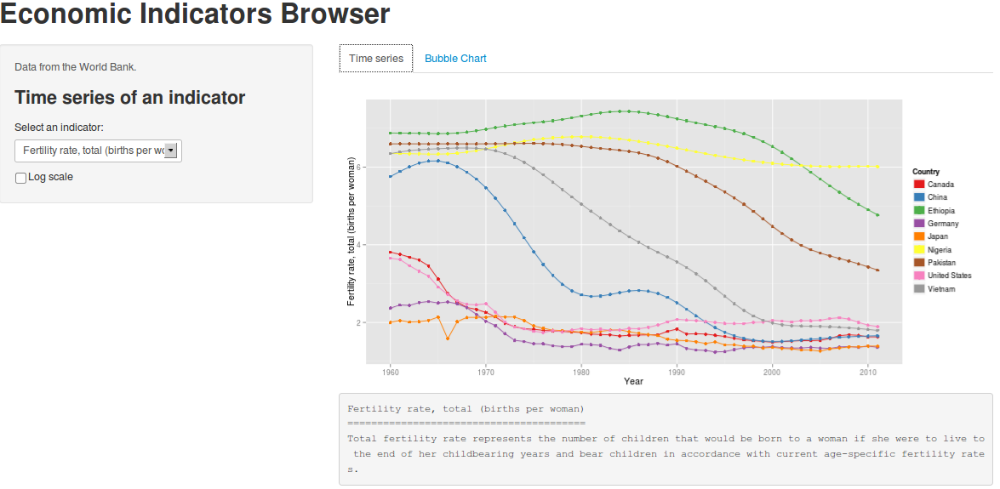 Economic Indicators Browser
Data from the World Bank.
Time series of an indicator
Select an indicator:
Fertility rate, total (births per wo
Log scale
Time series
Bubble Chart
Fertility rate, total (births per woman)
6
4
2
1960
1970
1980
1990
2000
2010
Year
Country
Canada
China
Ethiopia
Germany
Japan
Nigeria
Pakistan
United States
Vietnam
Fertility rate, total (births per woman)
========================================
Total fertility rate represents the number of children that would be born to a woman if she were to live to
the end of her childbearing years and bear children in accordance with current age-specific fertility rate
s.